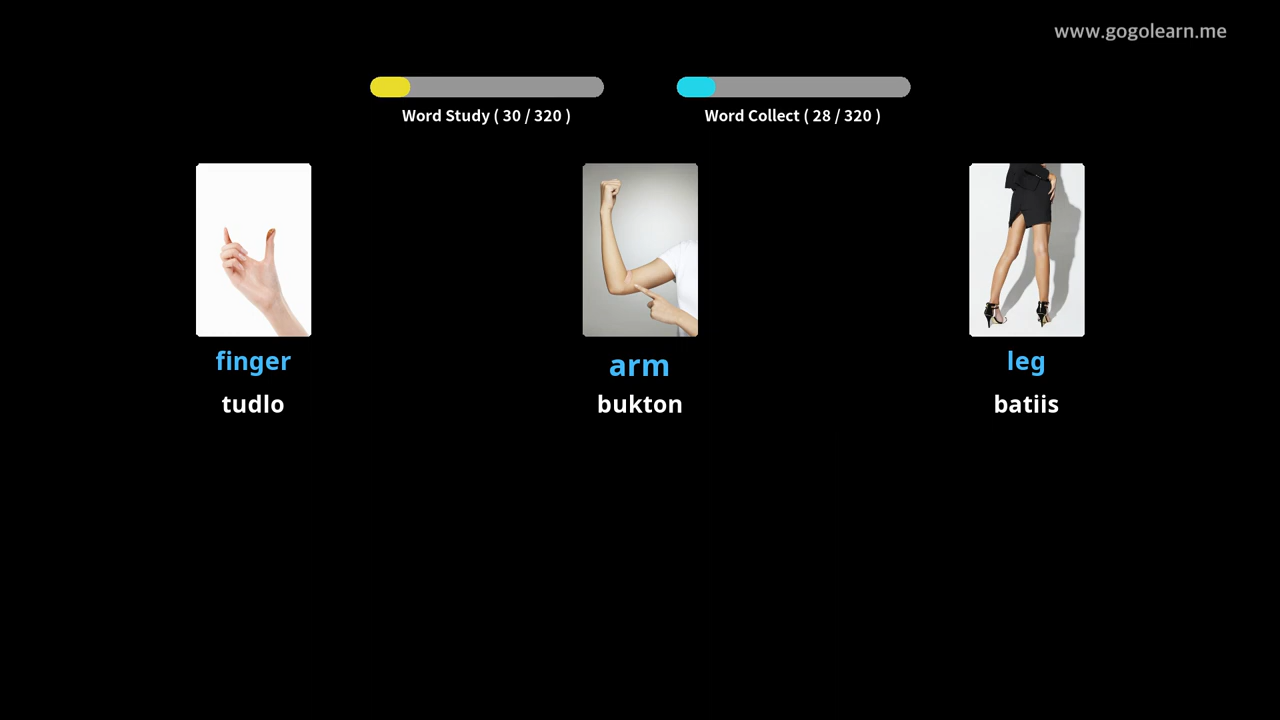 www.gogolearn.me
Word Study ( 30 / 320 )
Word Collect ( 28 / 320 )
finger
arm
leg
tudlo
bukton
batiis